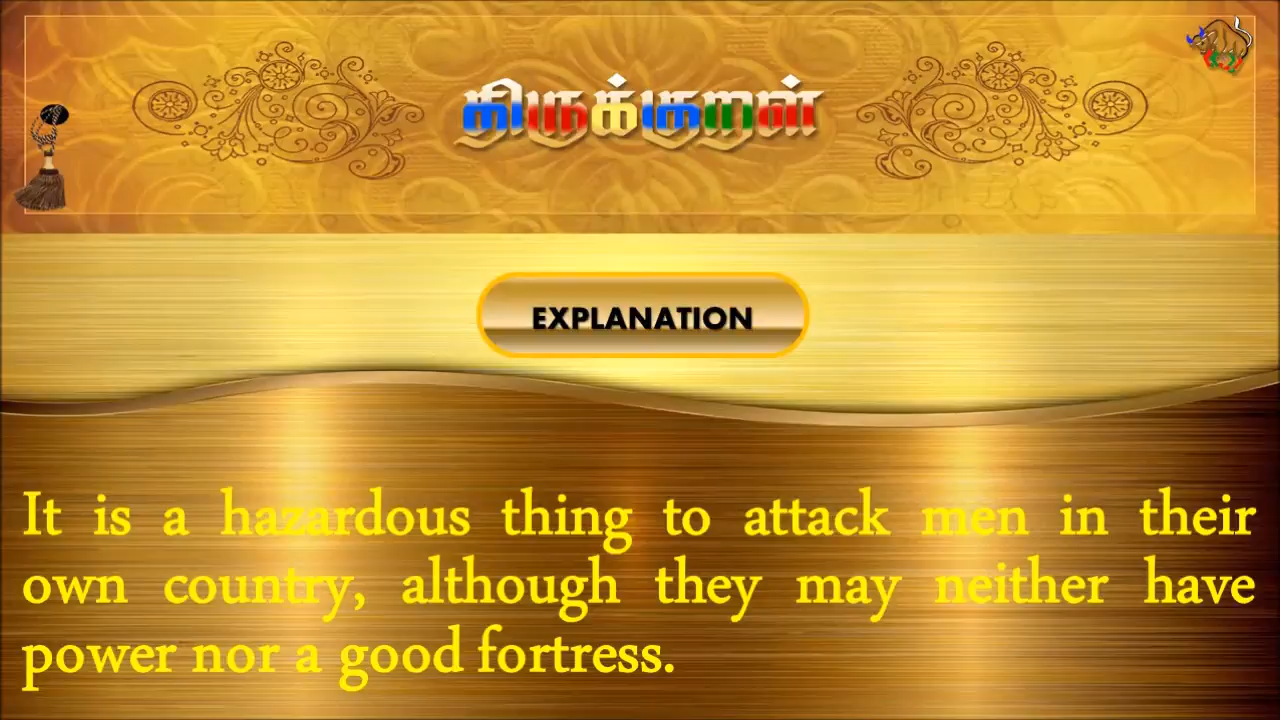 திருக்குறள்
EXPLANATION
It is a hazardous thing to attack men in their
own country, although they may neither have
power nor a good fortress.